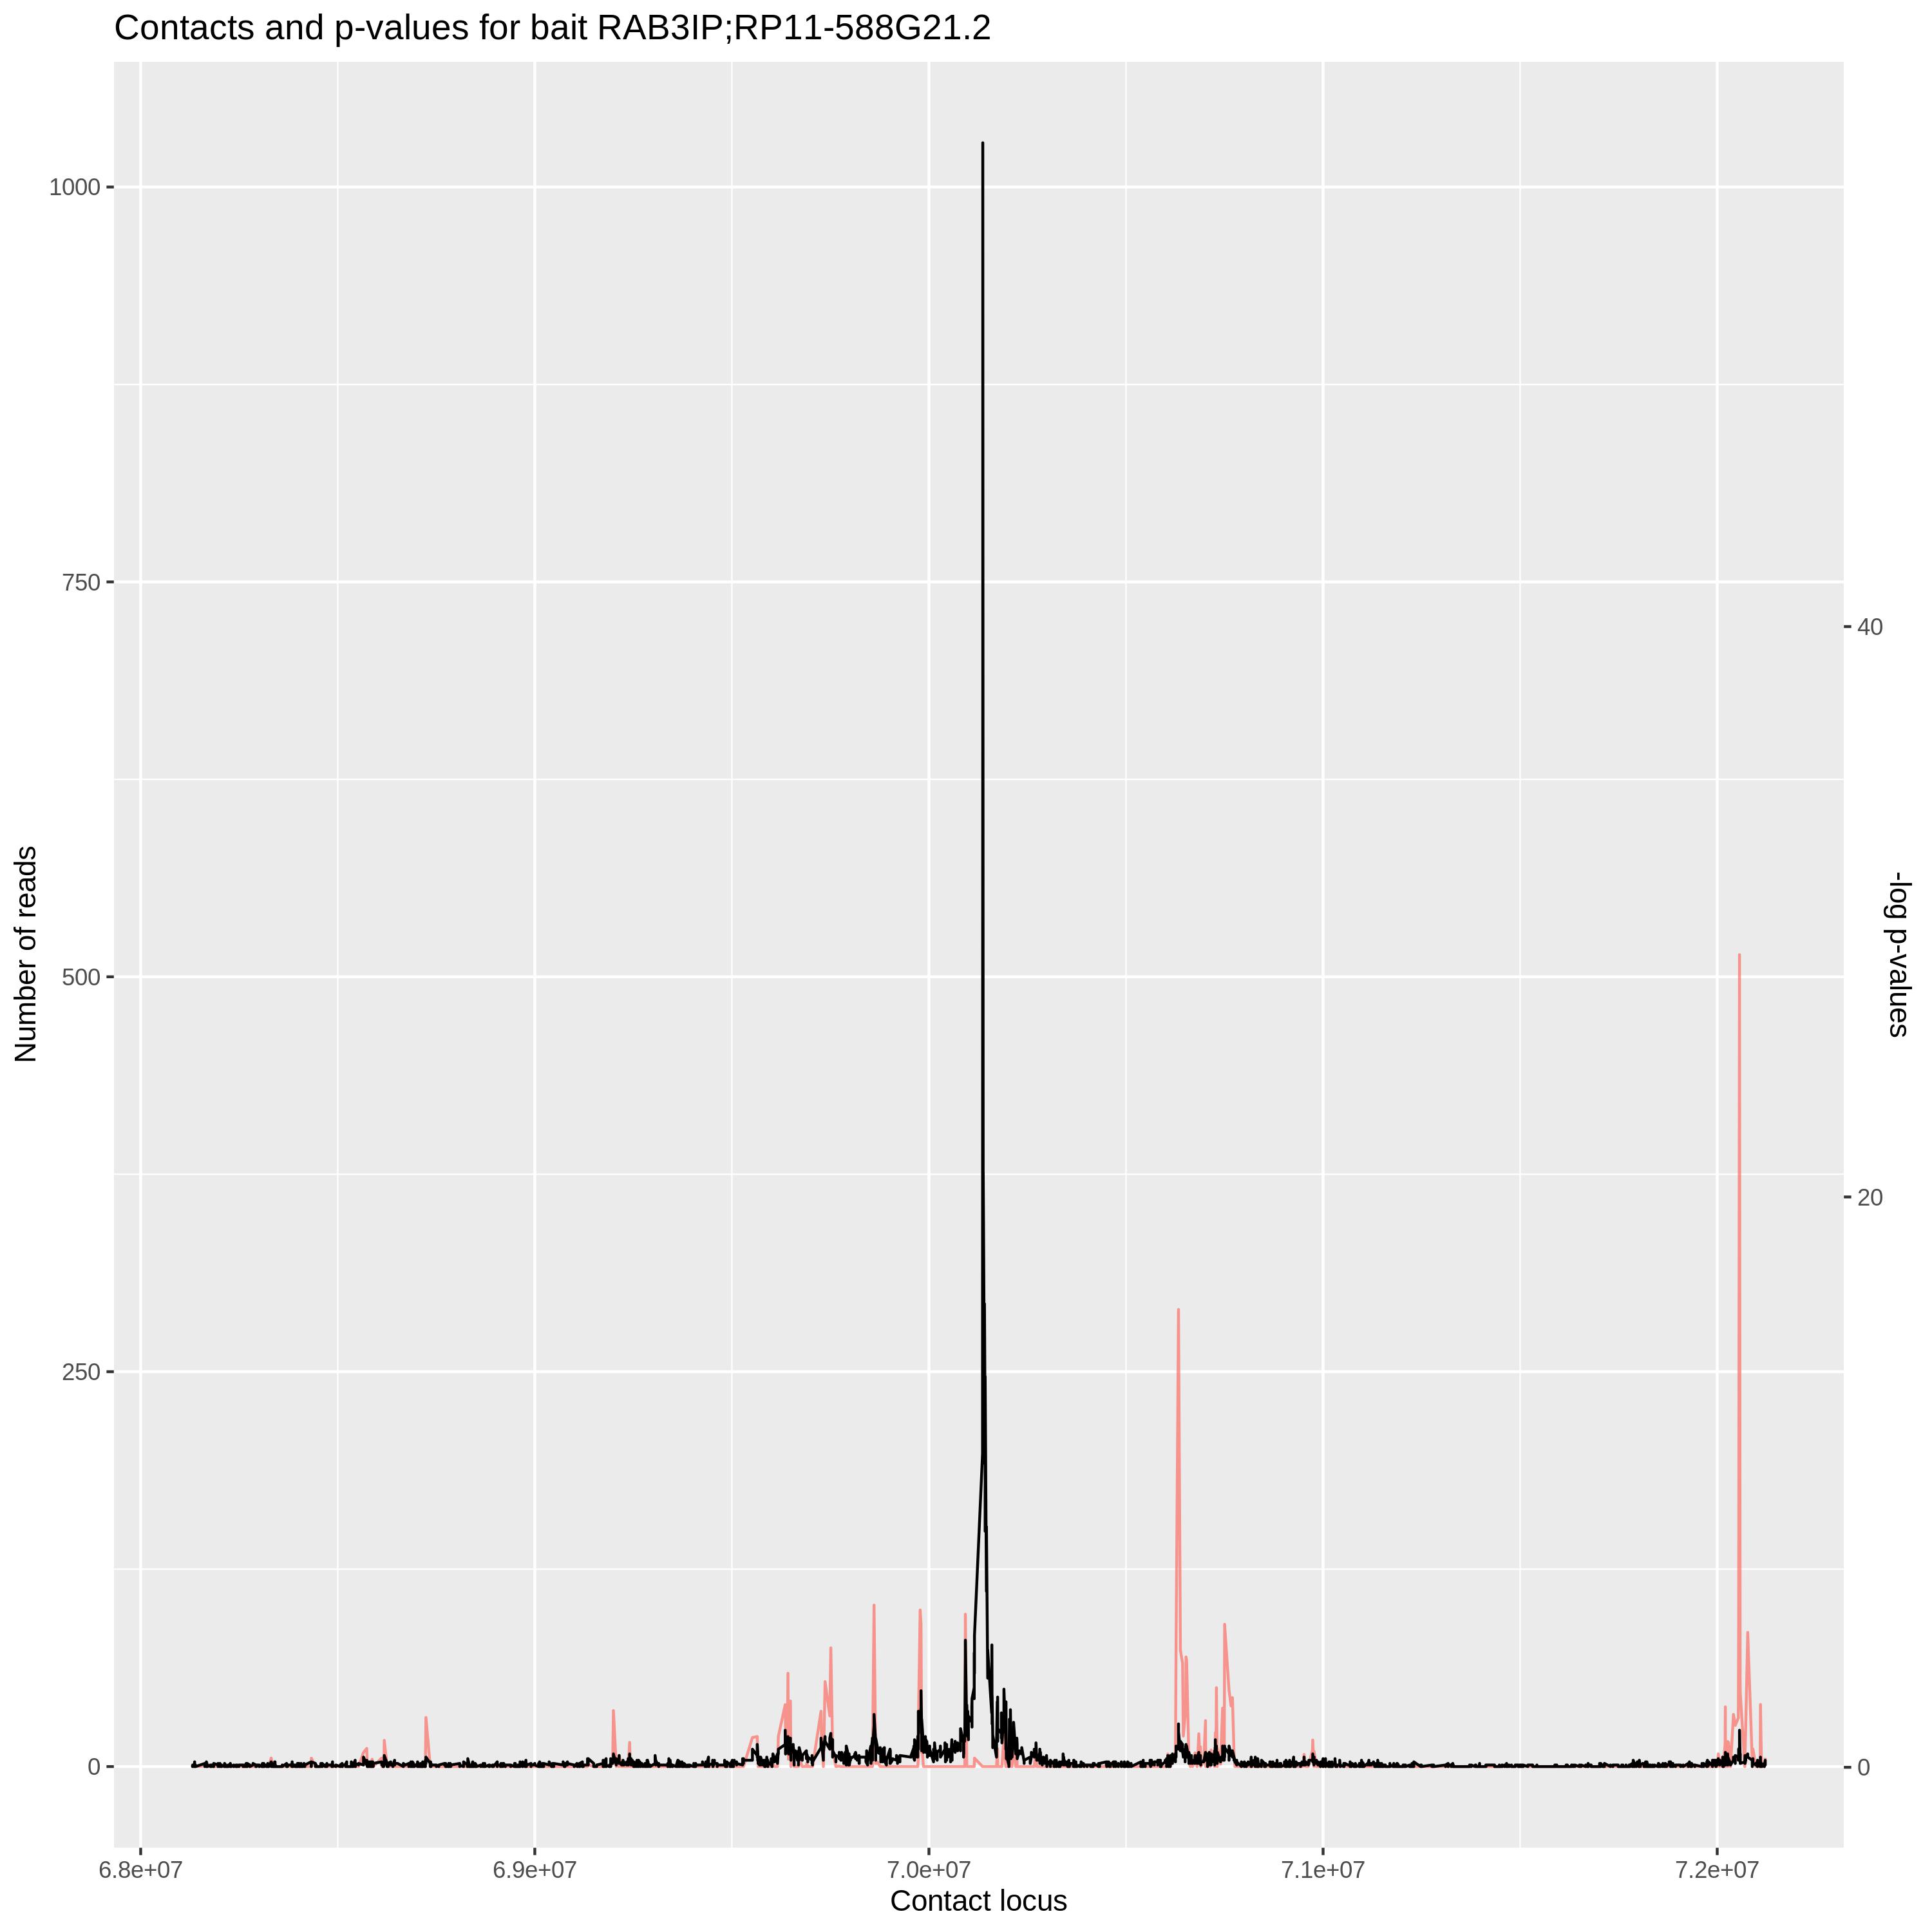 Contacts and p-values for bait RAB3IP;RP11-588G21.2
1000
750
500
250
0
Number of reads
40
20
0
-log p-values
6.8e+07
6.9e+07
7.0e+07
7.1e+07
7.2e+07
Contact locus